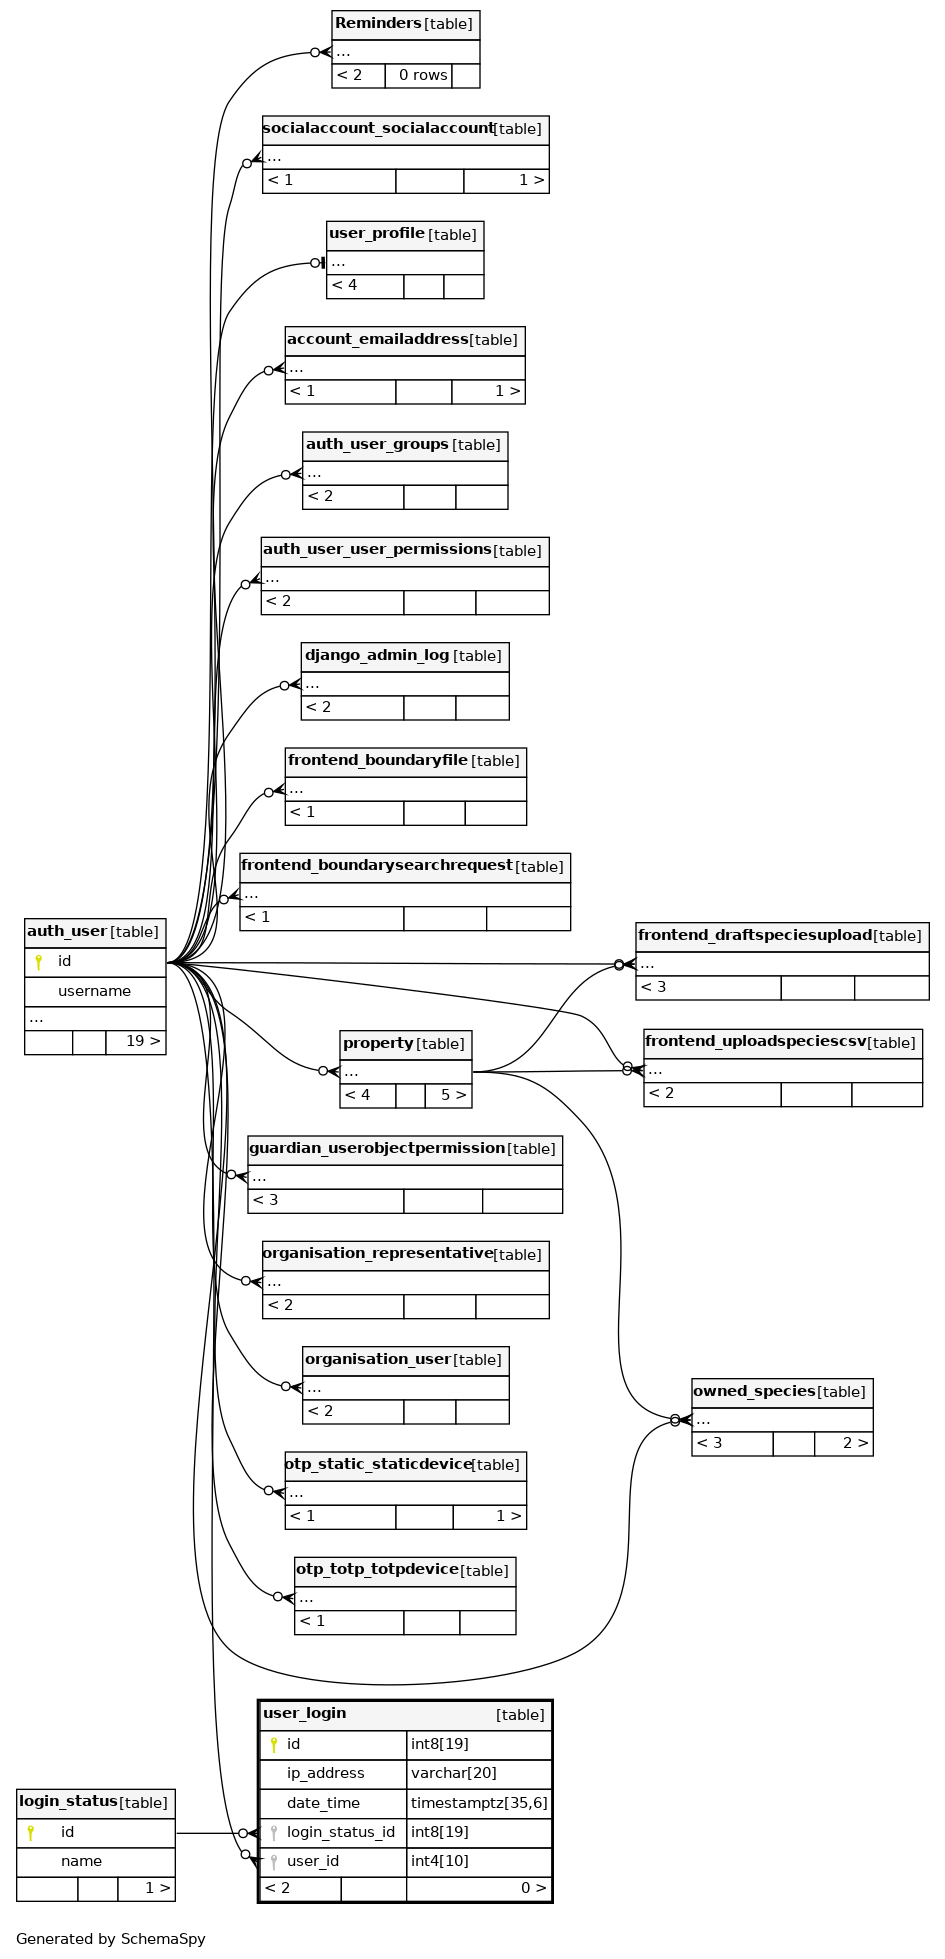 Reminders [table]
...
< 2 0 rows
socialaccount_socialaccount [table]
...
< 1 1 >
user_profile [table]
...
< 4
account_emailaddress [table]
...
< 1 1 >
auth_user_groups [table]
...
< 2
auth_user_user_permissions [table]
...
< 2
django_admin_log [table]
...
< 2
frontend_boundaryfile [table]
...
< 1
frontend_boundarysearchrequest [table]
...
< 1
auth_user [table]
id
username
...
19 >
frontend_draftspeciesupload [table]
...
< 3
property [table]
...
< 4 5 >
frontend_uploadspeciescsv [table]
...
< 2
guardian_userobjectpermission [table]
...
< 3
organisation_representative [table]
...
< 2
organisation_user [table]
...
< 2
owned_species [table]
...
< 3 2 >
otp_static_staticdevice [table]
...
< 1 1 >
otp_totp_totpdevice [table]
...
< 1
user_login [table]
id int8[19]
ip_address varchar[20]
date_time timestamptz[35,6]
login_status_id int8[19]
user_id int4[10]
< 2 0 >
login_status [table]
id
name
1 >
Generated by SchemaSpy